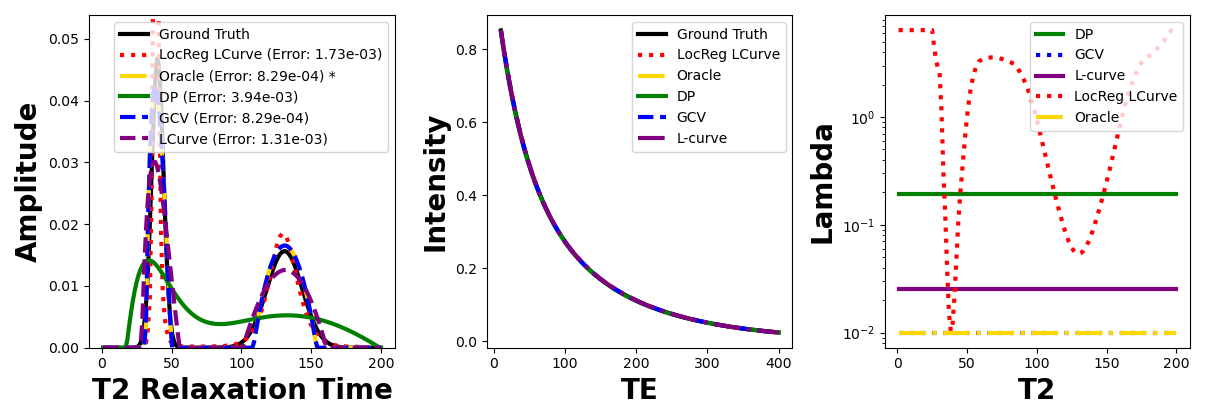 Amplitude
0.05
0.04
0.03
0.02
0.01
0.00
Ground Truth
LocReg LCurve (Error: 1.73e-03)
Oracle (Error: 8.29e-04) *
DP (Error: 3.94e-03)
GCV (Error: 8.29e-04)
LCurve (Error: 1.31e-03)
0 50 100 150 200
T2 Relaxation Time
Intensity
0.8
0.6
0.4
0.2
0.0
Ground Truth
LocReg LCurve
Oracle
DP
GCV
L-curve
0 100 200 300 400
TE
Lambda
10⁰
10⁻¹
10⁻²
DP
GCV
L-curve
LocReg LCurve
Oracle
0 50 100 150 200
T2